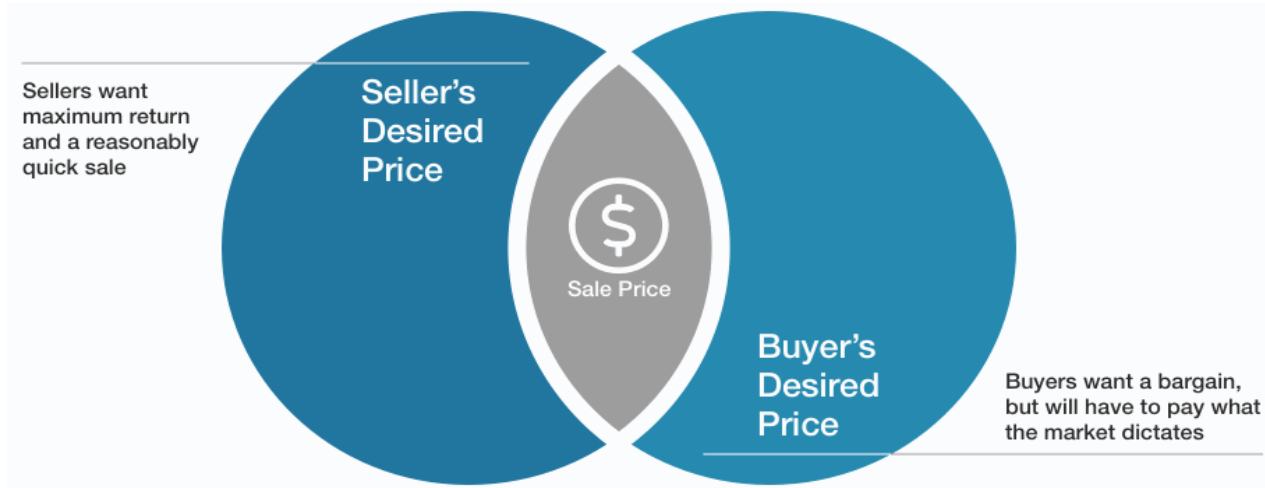 Sellers want
maximum return
and a reasonably
quick sale
Seller's
Desired
Price
$
Sale Price
Buyer's
Desired
Price
Buyers want a bargain,
but will have to pay what
the market dictates